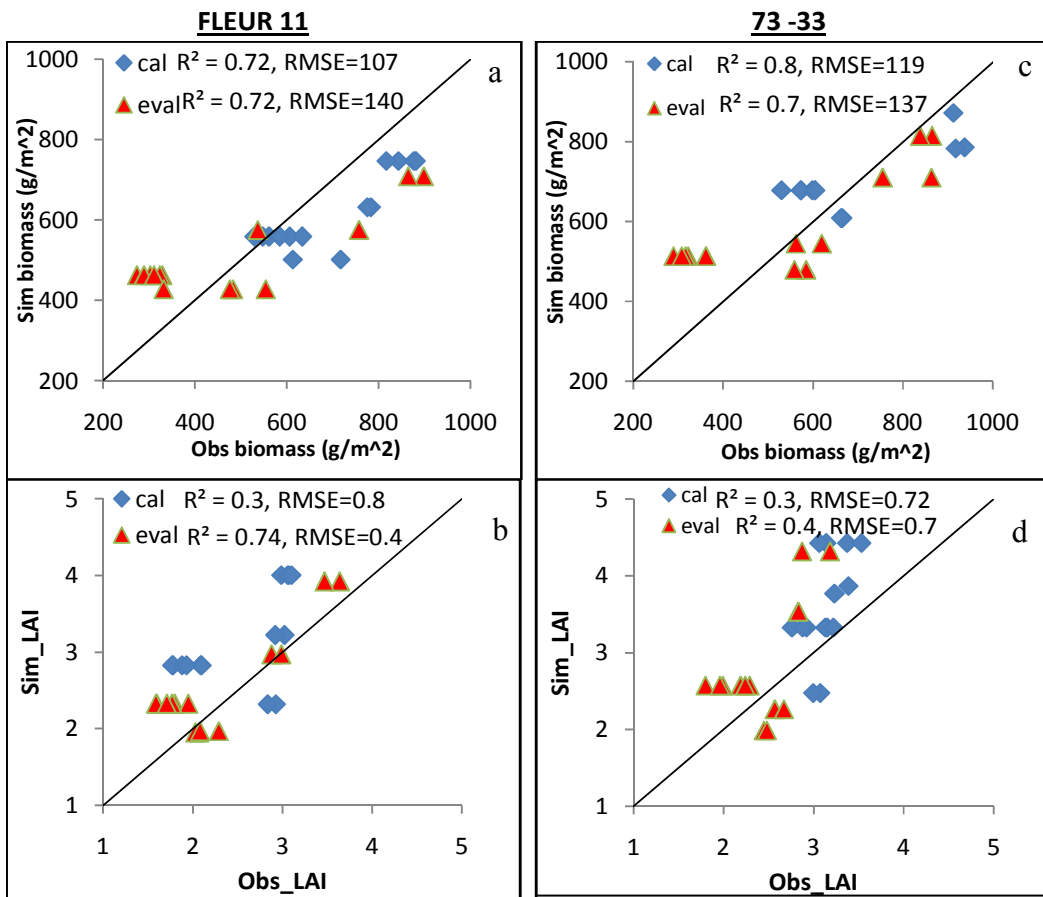 FLEUR 11
73 -33
1000
800
600
400
200
Sim biomass (g/m^2)
cal R² = 0.72, RMSE=107
eval R² = 0.72, RMSE=140
a
200 400 600 800 1000
Obs biomass (g/m^2)
1000
800
600
400
200
Sim biomass (g/m^2)
cal R² = 0.8, RMSE=119
eval R² = 0.7, RMSE=137
c
200 400 600 800 1000
Obs biomass (g/m^2)
5
4
3
2
1
Sim_LAI
cal R² = 0.3, RMSE=0.8
eval R² = 0.74, RMSE=0.4
b
1 2 3 4 5
Obs_LAI
5
4
3
2
1
Sim_LAI
cal R² = 0.3, RMSE=0.72
eval R² = 0.4, RMSE=0.7
d
1 2 3 4 5
Obs_LAI